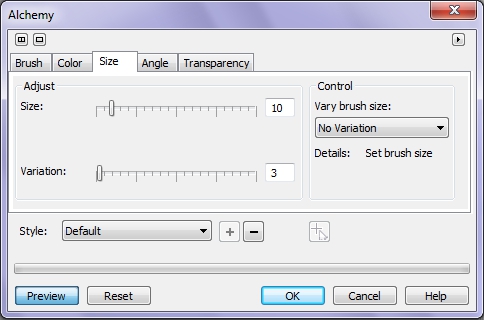 Alchemy
Brush Color Size Angle Transparency
Adjust
Size: 10
Variation: 3
Control
Vary brush size:
No Variation
Details: Set brush size
Style: Default
Preview Reset OK Cancel Help